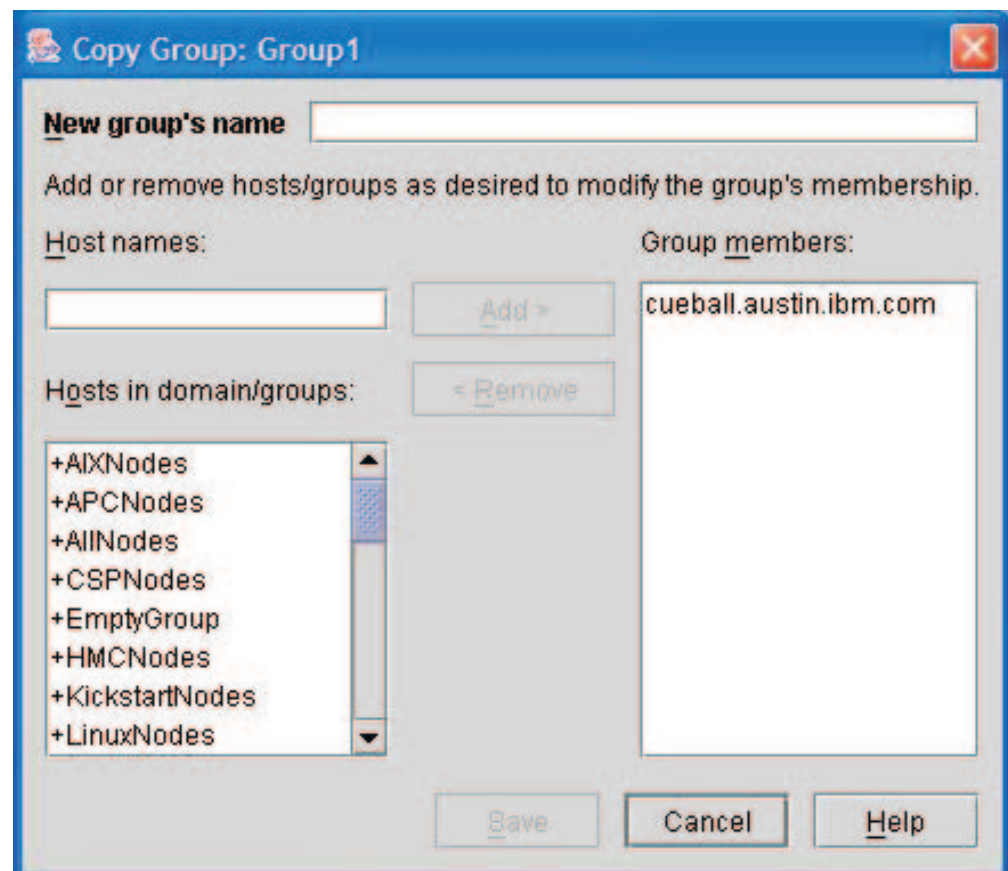 Copy Group: Group1
New group's name
Add or remove hosts/groups as desired to modify the group's membership.
Host names:
Group members:
Add >
cueball.austin.ibm.com
< Remove
Hosts in domain/groups:
+AIXNodes
+APCNodes
+AllNodes
+CSPNodes
+EmptyGroup
+HMCNodes
+KickstartNodes
+LinuxNodes
Save
Cancel
Help